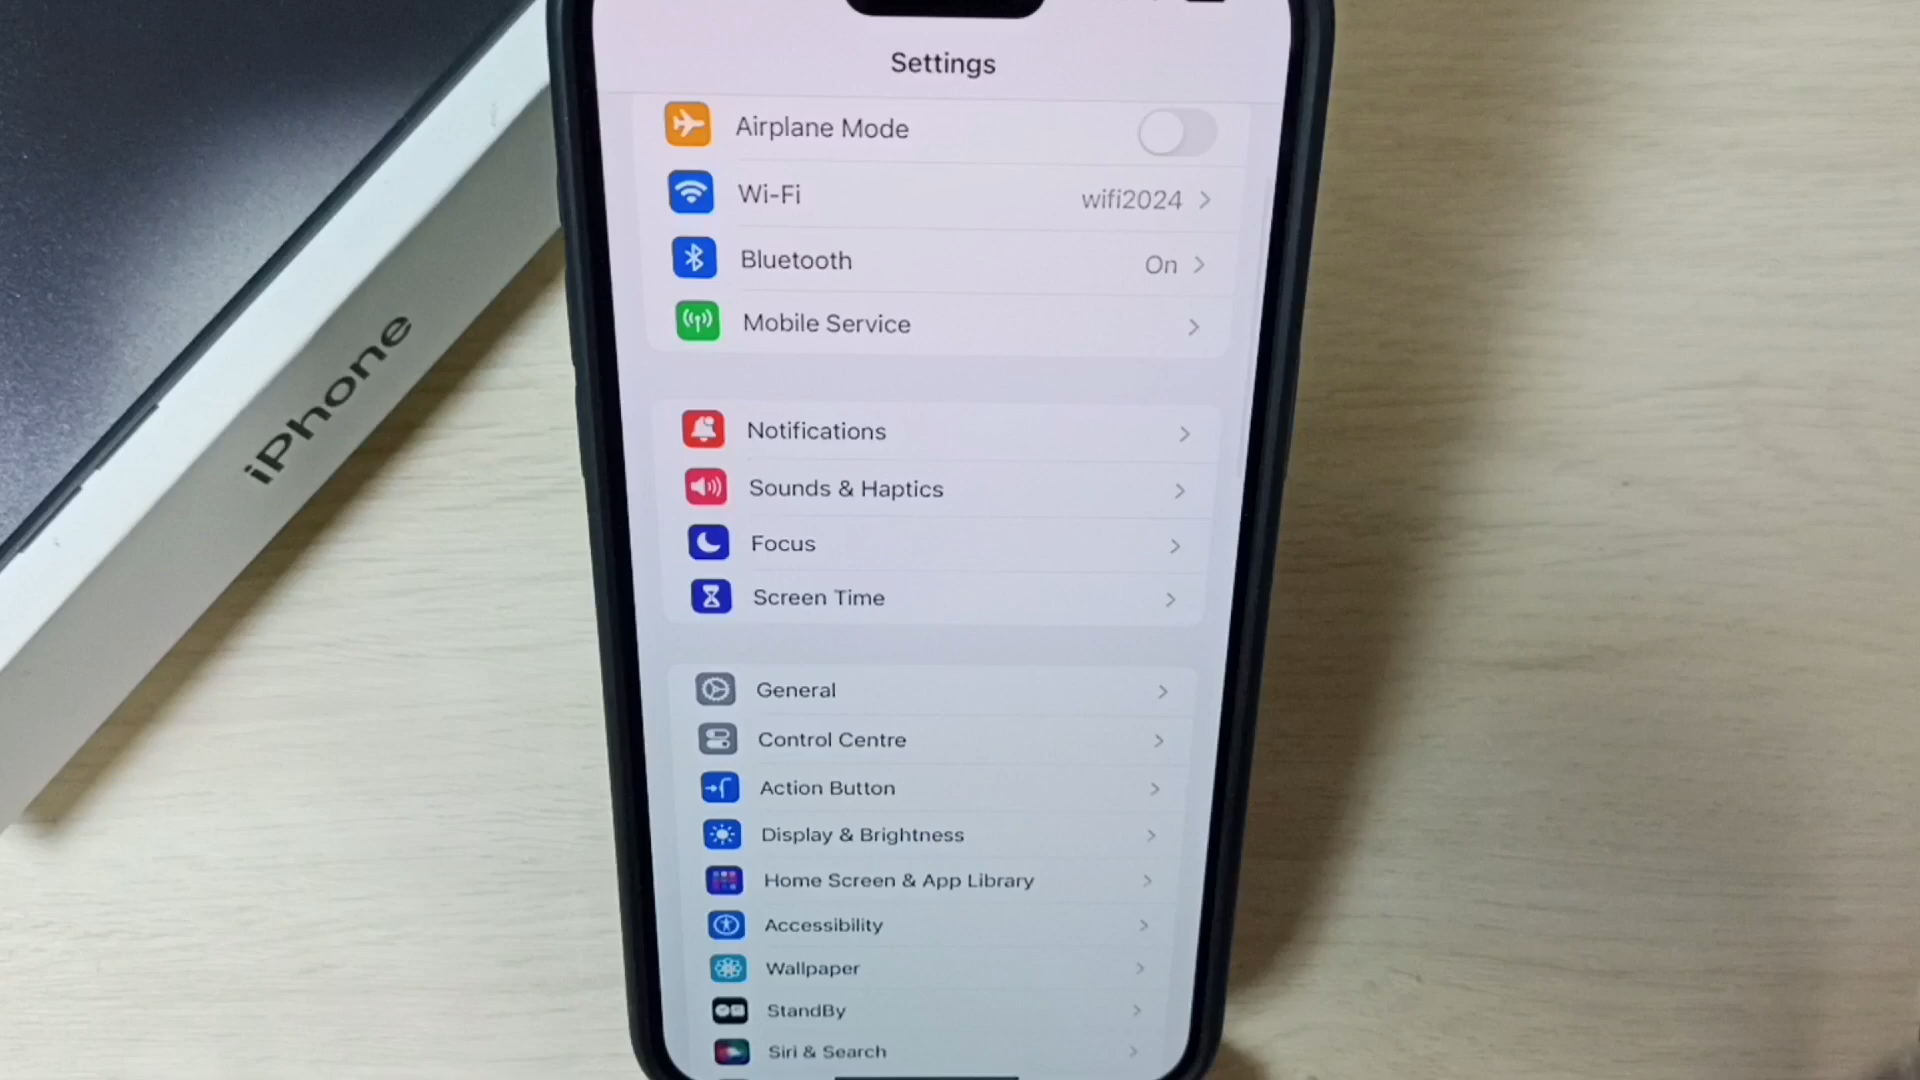 Settings
Airplane Mode
Wi-Fi wifi2024
Bluetooth On
Mobile Service
Notifications
Sounds & Haptics
Focus
Screen Time
General
Control Centre
Action Button
Display & Brightness
Home Screen & App Library
Accessibility
Wallpaper
StandBy
Siri & Search
iPhone